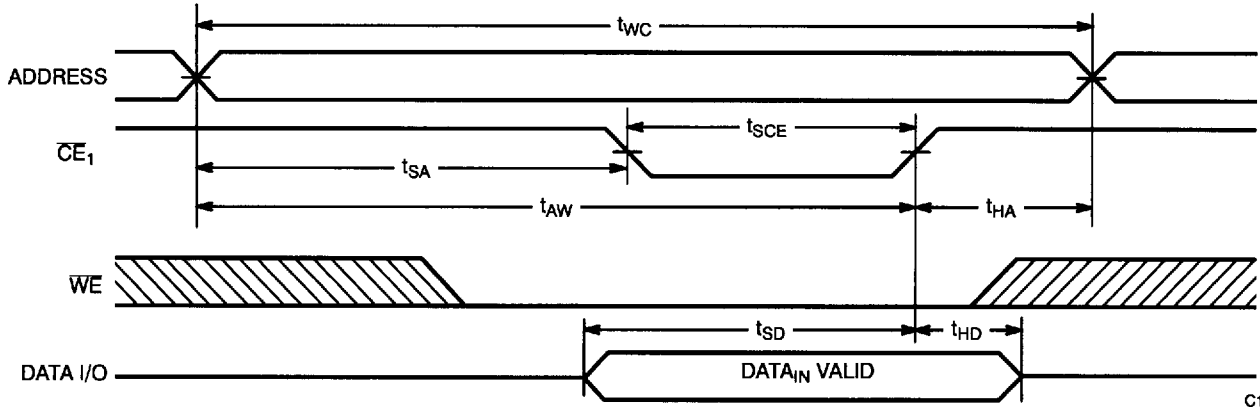 tWC
ADDRESS
tSCE
CE1
tSA
tAW
tHA
WE
tSD
tHD
DATA I/O
DATAIN VALID